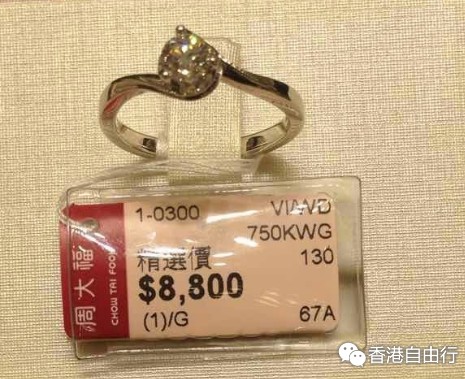 周大福
CHOW TAI FOOK
1-0300
750KWG
精選價
130
$8,800
(1)/G
67A
香港自由行